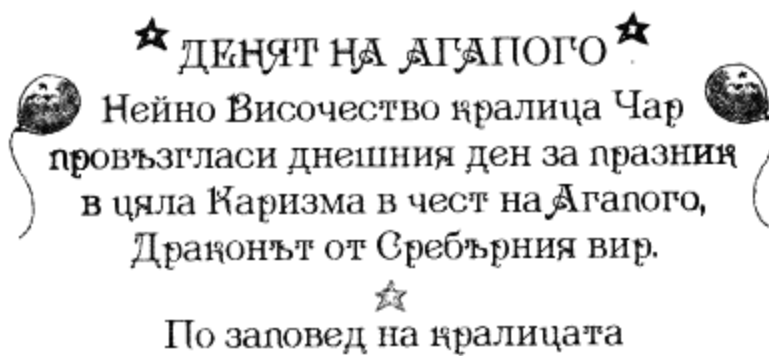 ДЕНЯТ НА АГАПОГО
Нейно Височество кралица Чар
провъзгласи днешния ден за празник
в цяла Каризма в чест на Агапого,
Драконът от Сребърния вир.
По заповед на кралицата